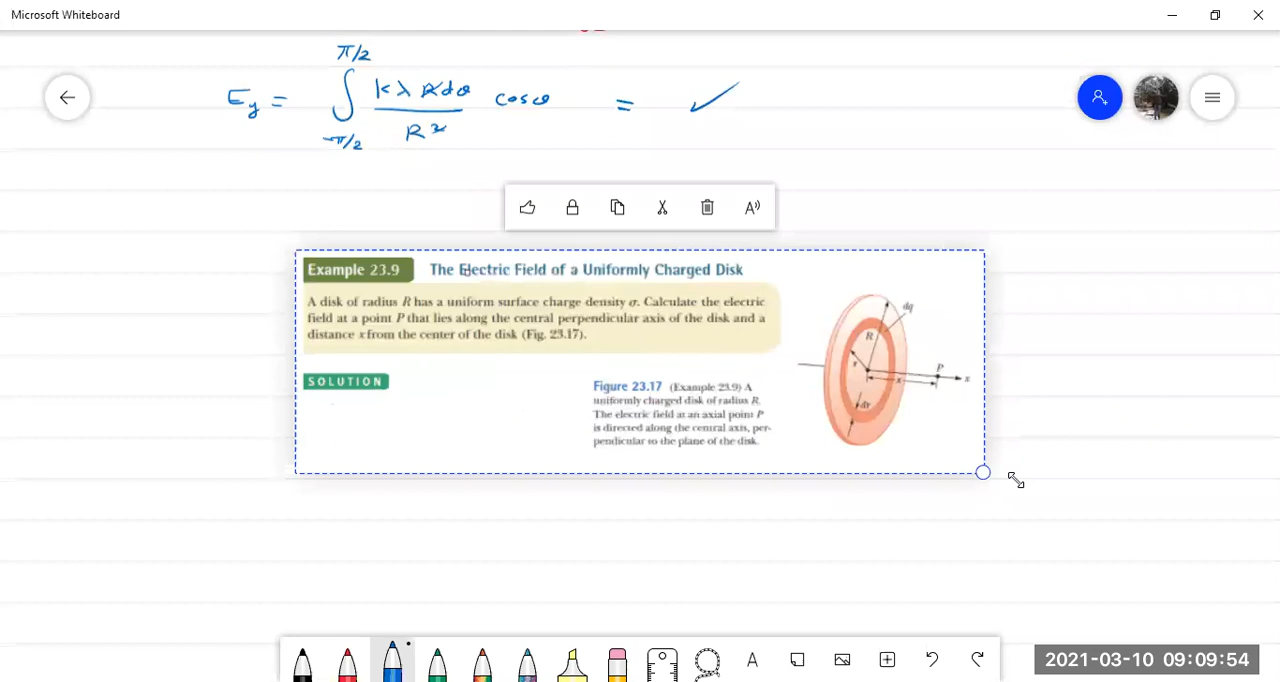 Microsoft Whiteboard
π/2
E_y = ∫ kλ R dθ / R² cos θ = ✓
-π/2
Example 23.9 The Electric Field of a Uniformly Charged Disk
A disk of radius R has a uniform surface charge density σ. Calculate the electric
field at a point P that lies along the central perpendicular axis of the disk and a
distance x from the center of the disk (Fig. 23.17).
SOLUTION
Figure 23.17 (Example 23.9) A
uniformly charged disk of radius R.
The electric field at an axial point P
is directed along the central axis, per-
pendicular to the plane of the disk.
dq
R
r
P
x
x
dr
2021-03-10 09:09:54